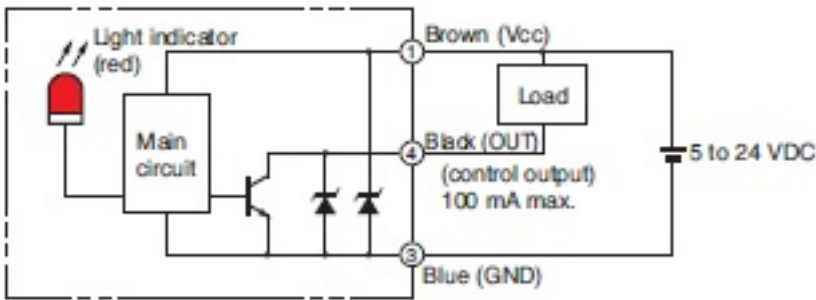 Light indicator
(red)
① Brown (Vcc)
Load
Main
circuit
④ Black (OUT)
(control output)
100 mA max.
5 to 24 VDC
③
Blue (GND)